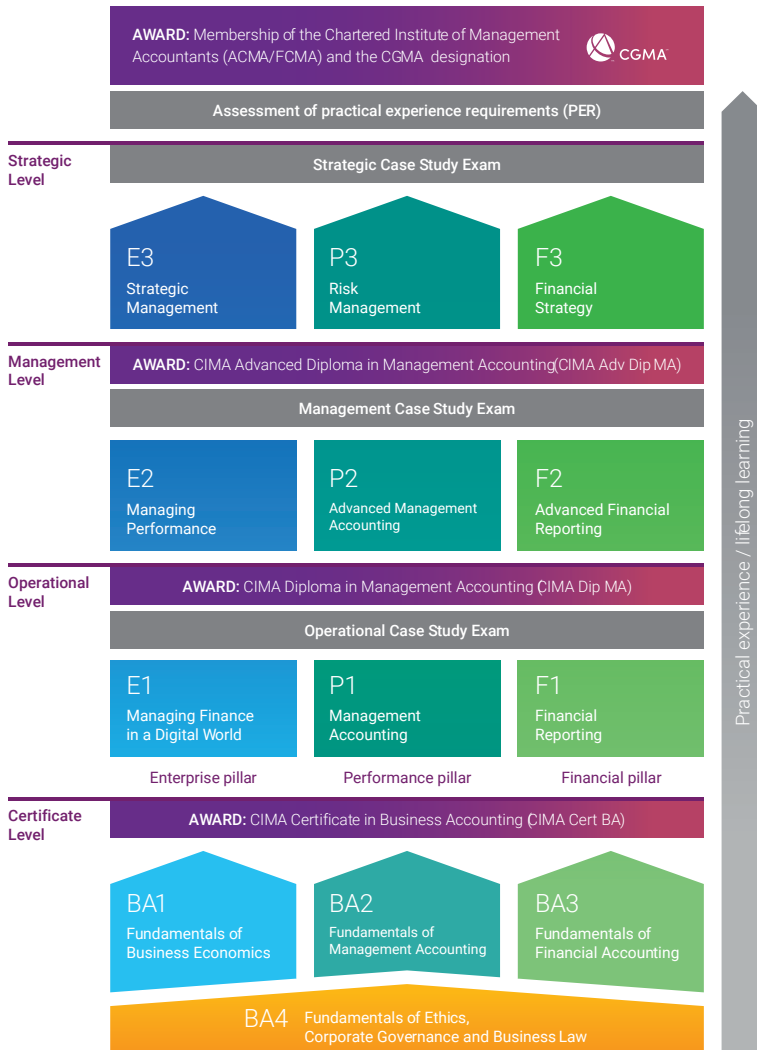 AWARD: Membership of the Chartered Institute of Management
Accountants (ACMA/FCMA) and the CGMA designation
CGMA
Assessment of practical experience requirements (PER)
Strategic
Level
Strategic Case Study Exam
E3
Strategic
Management
P3
Risk
Management
F3
Financial
Strategy
Management
Level
AWARD: CIMA Advanced Diploma in Management Accounting(CIMA Adv Dip MA)
Management Case Study Exam
E2
Managing
Performance
P2
Advanced Management
Accounting
F2
Advanced Financial
Reporting
Operational
Level
AWARD: CIMA Diploma in Management Accounting (CIMA Dip MA)
Operational Case Study Exam
E1
Managing Finance
in a Digital World
P1
Management
Accounting
F1
Financial
Reporting
Enterprise pillar
Performance pillar
Financial pillar
Certificate
Level
AWARD: CIMA Certificate in Business Accounting (CIMA Cert BA)
BA1
Fundamentals of
Business Economics
BA2
Fundamentals of
Management Accounting
BA3
Fundamentals of
Financial Accounting
BA4
Fundamentals of Ethics,
Corporate Governance and Business Law
Practical experience / lifelong learning